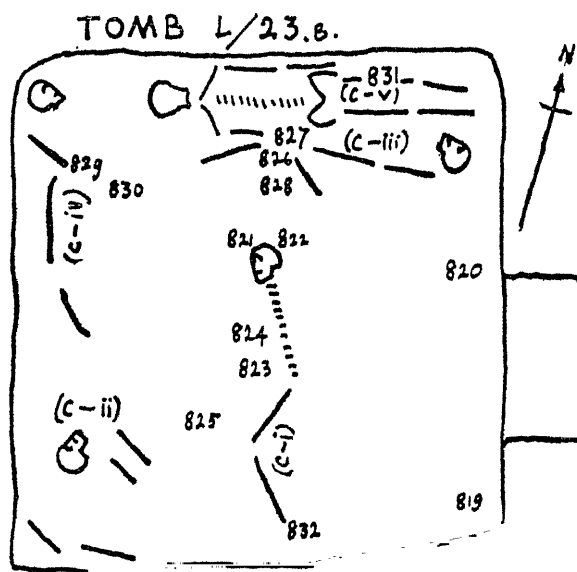 TOMB L/23.B.
N
831
(C-v)
827 (C-iii)
826
829
830 828
(C-iv)
821 822
820
824
823
(C-ii)
825
(C-i)
819
832